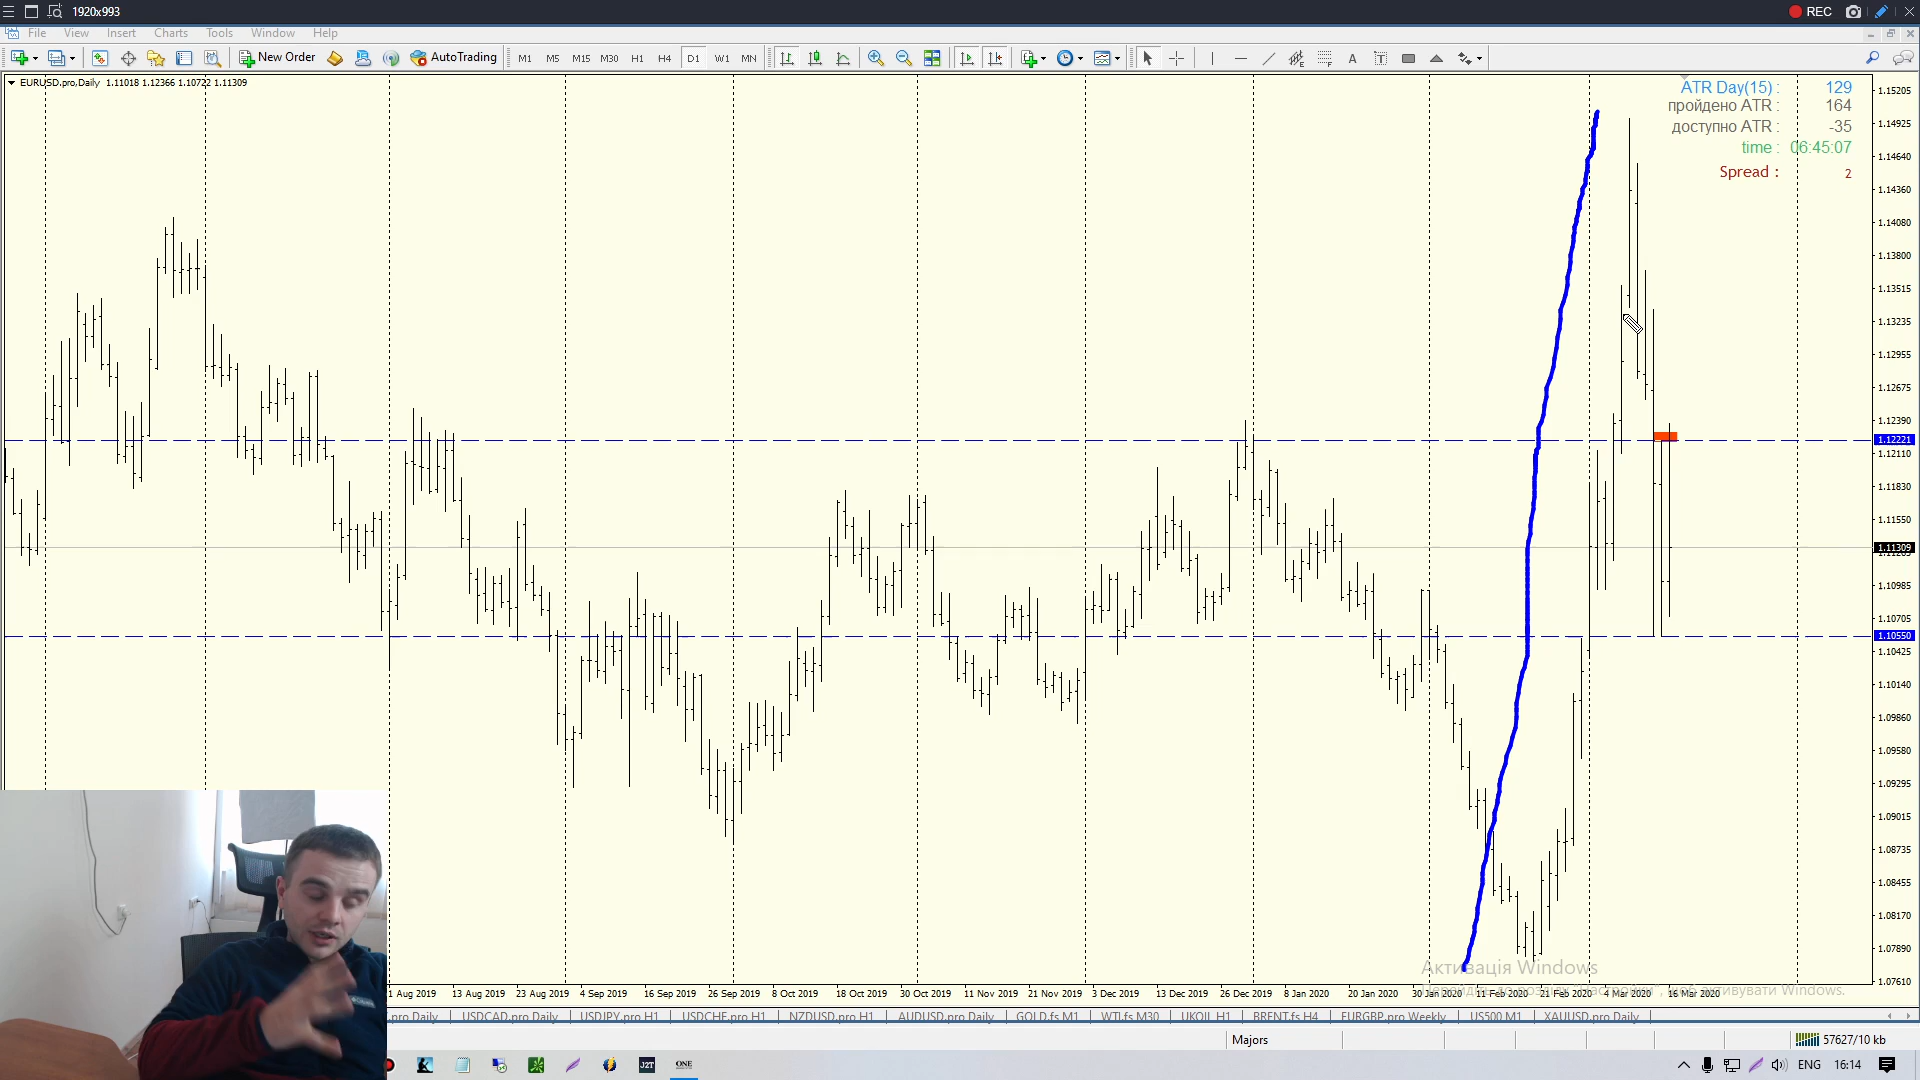 1920x993
REC
File View Insert Charts Tools Window Help
New Order AutoTrading M1 M5 M15 M30 H1 H4 D1 W1 MN A T
EURUSD.pro,Daily 1.11018 1.12366 1.10722 1.11309
ATR Day(15) : 129
пройдено ATR : 164
доступно ATR : -35
time : 06:45:07
Spread : 2
1.15205
1.14925
1.14640
1.14360
1.14080
1.13800
1.13515
1.13235
1.12955
1.12675
1.12390
1.12221
1.12110
1.11830
1.11550
1.11309
1.10985
1.10705
1.10550
1.10425
1.10140
1.09860
1.09580
1.09295
1.09015
1.08735
1.08455
1.08170
1.07890
1.07610
Активація Windows
активувати Windows.
1 Aug 2019 13 Aug 2019 23 Aug 2019 4 Sep 2019 16 Sep 2019 26 Sep 2019 8 Oct 2019 18 Oct 2019 30 Oct 2019 11 Nov 2019 21 Nov 2019 3 Dec 2019 13 Dec 2019 26 Dec 2019 8 Jan 2020 20 Jan 2020 30 Jan 2020 11 Feb 2020 21 Feb 2020 4 Mar 2020 16 Mar 2020
.pro Daily USDCAD.pro Daily USDJPY.pro H1 USDCHF.pro H1 NZDUSD.pro H1 AUDUSD.pro Daily GOLD.fs M1 WTI.fs M30 UKOIL H1 BRENT.fs H4 EURGBP.pro Weekly US500 M1 XAUUSD.pro Daily
Majors 57627/10 kb
J2T ONE ENG 16:14